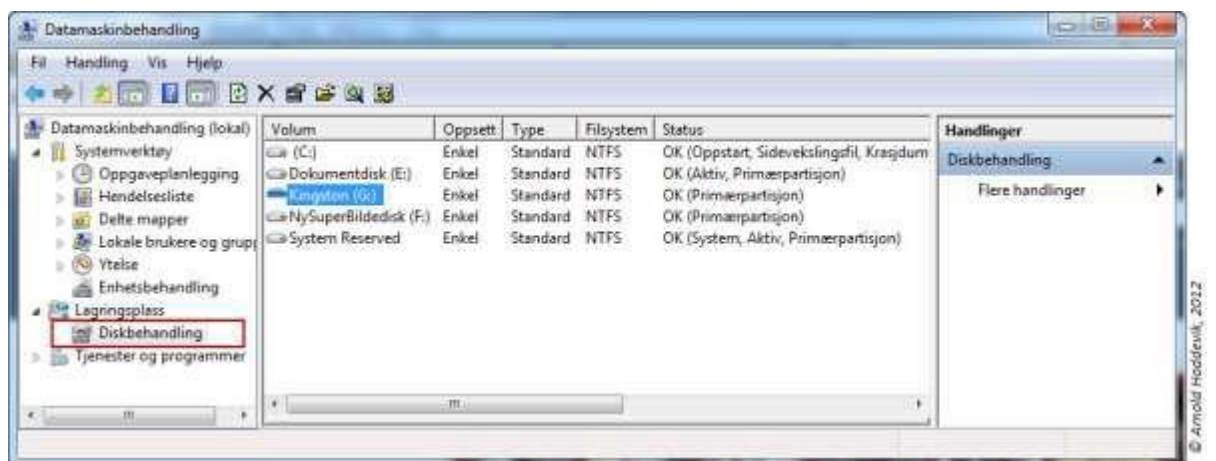 Datamaskinbehandling
Fil Handling Vis Hjelp
Datamaskinbehandling (lokal)
Systemverktøy
Oppgaveplanlegging
Hendelsesliste
Delte mapper
Lokale brukere og grupp
Ytelse
Enhetsbehandling
Lagringsplass
Diskbehandling
Tjenester og programmer
Volum Oppsett Type Filsystem Status
(C:) Enkel Standard NTFS OK (Oppstart, Sidevekslingsfil, Krasjdum
Dokumentdisk (E:) Enkel Standard NTFS OK (Aktiv, Primærpartisjon)
Kingston (G:) Enkel Standard NTFS OK (Primærpartisjon)
NySuperBildedisk (F:) Enkel Standard NTFS OK (Primærpartisjon)
System Reserved Enkel Standard NTFS OK (System, Aktiv, Primærpartisjon)
Handlinger
Diskbehandling
Flere handlinger
© Arnold Hoddevik, 2012